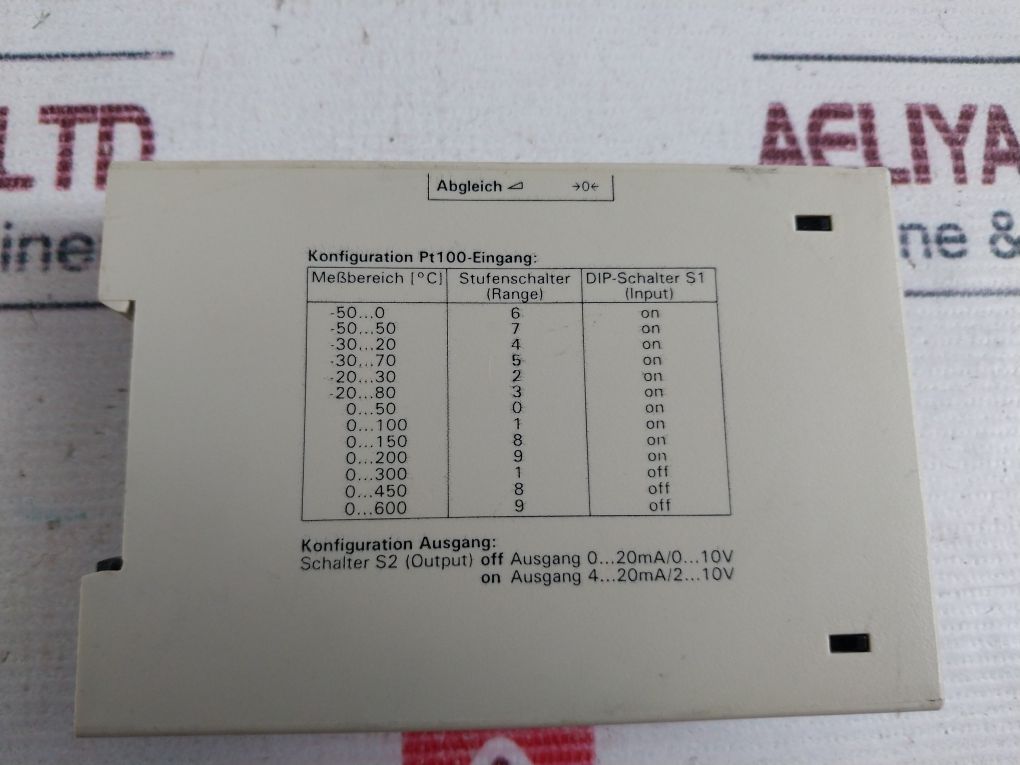 LTD AELIYA
ine ne &
Abgleich ⊿ →0←
Konfiguration Pt100-Eingang:
Meßbereich [°C] Stufenschalter DIP-Schalter S1
(Range) (Input)
-50...0 6 on
-50...50 7 on
-30...20 4 on
-30...70 5 on
-20...30 2 on
-20...80 3 on
0...50 0 on
0...100 1 on
0...150 8 on
0...200 9 on
0...300 1 off
0...450 8 off
0...600 9 off
Konfiguration Ausgang:
Schalter S2 (Output) off Ausgang 0...20mA/0...10V
on Ausgang 4...20mA/2...10V